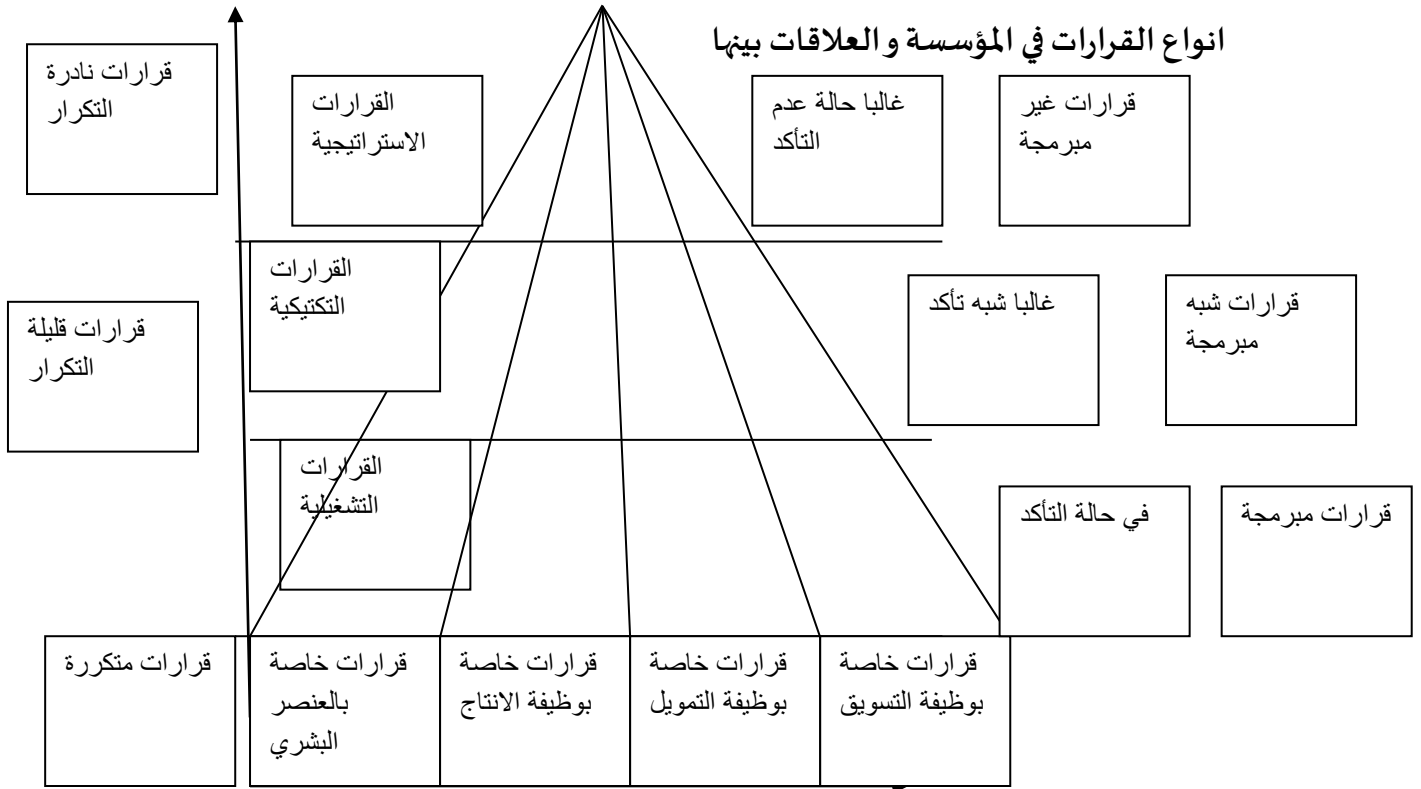 انواع القرارات في المؤسسة و العلاقات بينها
قرارات غير
مبرمجة
غالبا حالة عدم
التأكد
القرارات
الاستراتيجية
قرارات نادرة
التكرار
قرارات شبه
مبرمجة
غالبا شبه تأكد
القرارات
التكتيكية
قرارات قليلة
التكرار
قرارات مبرمجة
في حالة التأكد
القرارات
التشغيلية
قرارات خاصة
بوظيفة التسويق
قرارات خاصة
بوظيفة التمويل
قرارات خاصة
بوظيفة الانتاج
قرارات خاصة
بالعنصر
البشري
قرارات متكررة